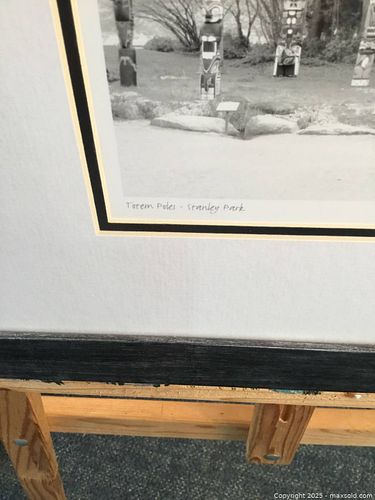 Totem Poles - Stanley Park
Copyright 2025 - maxsold.com